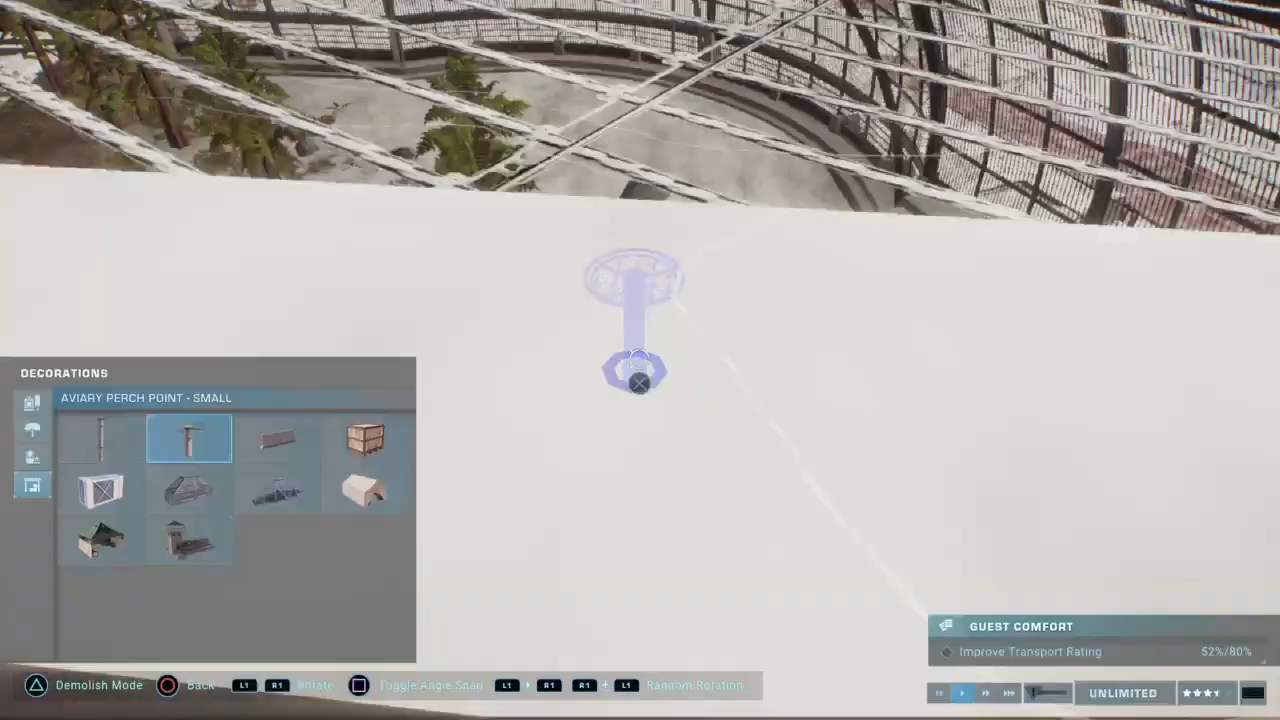 DECORATIONS
AVIARY PERCH POINT - SMALL
GUEST COMFORT
Improve Transport Rating 52%/80%
Demolish Mode Back L1 R1 Rotate Toggle Angle Snap L1 + R1 R1 + L1 Random Rotation
UNLIMITED